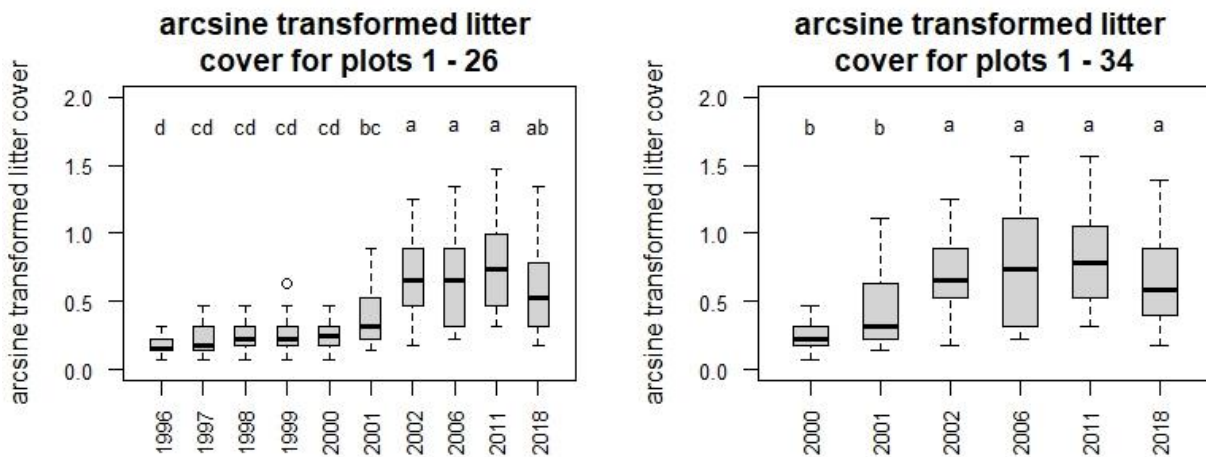 arcsine transformed litter
cover for plots 1 - 26
arcsine transformed litter cover
2.0
1.5
1.0
0.5
0.0
d cd cd cd cd bc a a a ab
1996 1997 1998 1999 2000 2001 2002 2006 2011 2018
arcsine transformed litter
cover for plots 1 - 34
arcsine transformed litter cover
2.0
1.5
1.0
0.5
0.0
b b a a a a
2000 2001 2002 2006 2011 2018